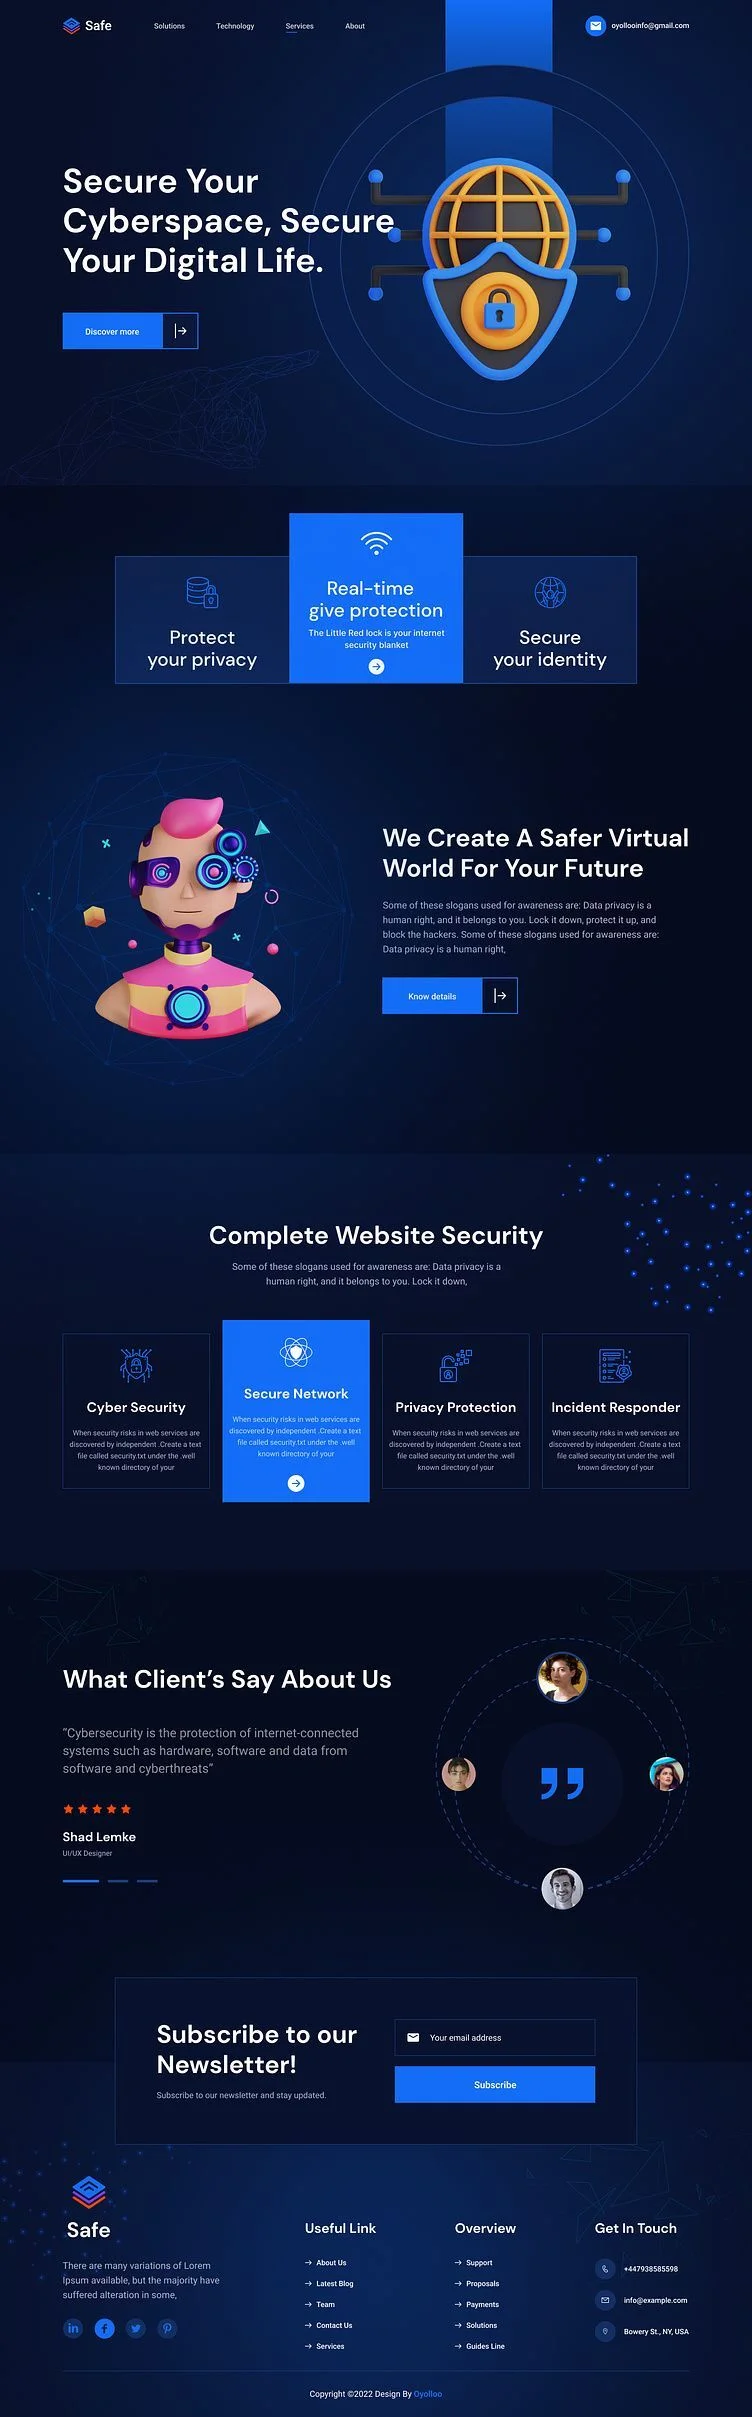 Safe
Solutions
Technology
Services
About
oyollooinfo@gmail.com
Secure Your
Cyberspace, Secure
Your Digital Life.
Discover more
Protect
your privacy
Real-time
give protection
The Little Red lock is your internet
security blanket
Secure
your identity
We Create A Safer Virtual
World For Your Future
Some of these slogans used for awareness are: Data privacy is a
human right, and it belongs to you. Lock it down, protect it up, and
block the hackers. Some of these slogans used for awareness are:
Data privacy is a human right,
Know details
Complete Website Security
Some of these slogans used for awareness are: Data privacy is a
human right, and it belongs to you. Lock it down,
Cyber Security
When security risks in web services are
discovered by independent .Create a text
file called security.txt under the .well
known directory of your
Secure Network
When security risks in web services are
discovered by independent .Create a text
file called security.txt under the .well
known directory of your
Privacy Protection
When security risks in web services are
discovered by independent .Create a text
file called security.txt under the .well
known directory of your
Incident Responder
When security risks in web services are
discovered by independent .Create a text
file called security.txt under the .well
known directory of your
What Client’s Say About Us
“Cybersecurity is the protection of internet-connected
systems such as hardware, software and data from
software and cyberthreats”
Shad Lemke
UI/UX Designer
Subscribe to our
Newsletter!
Subscribe to our newsletter and stay updated.
Your email address
Subscribe
Safe
There are many variations of Lorem
Ipsum available, but the majority have
suffered alteration in some,
Useful Link
About Us
Latest Blog
Team
Contact Us
Services
Overview
Support
Proposals
Payments
Solutions
Guides Line
Get In Touch
+447938585598
info@example.com
Bowery St., NY, USA
Copyright ©2022 Design By Oyolloo